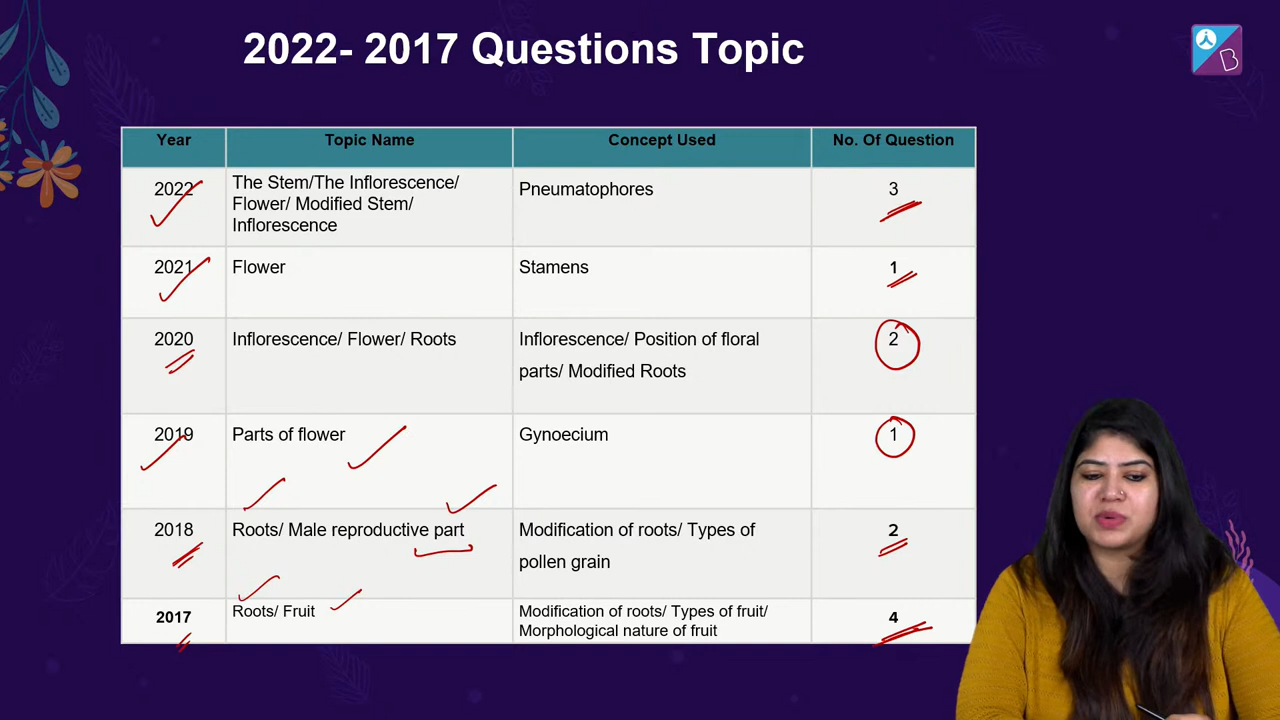 2022- 2017 Questions Topic
Year Topic Name Concept Used No. Of Question
2022 The Stem/The Inflorescence/ Pneumatophores 3
Flower/ Modified Stem/
Inflorescence
2021 Flower Stamens 1
2020 Inflorescence/ Flower/ Roots Inflorescence/ Position of floral 2
parts/ Modified Roots
2019 Parts of flower Gynoecium 1
2018 Roots/ Male reproductive part Modification of roots/ Types of 2
pollen grain
2017 Roots/ Fruit Modification of roots/ Types of fruit/ 4
Morphological nature of fruit
B